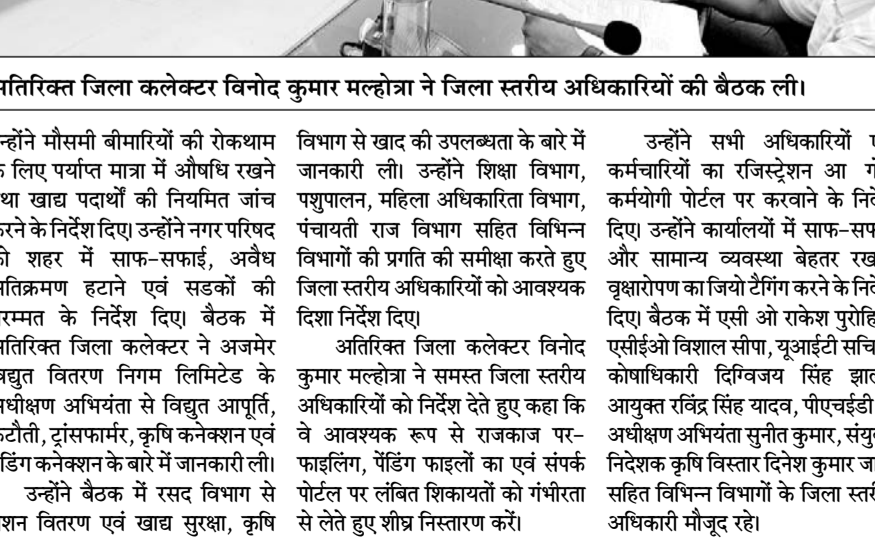 अतिरिक्त जिला कलेक्टर विनोद कुमार मल्होत्रा ने जिला स्तरीय अधिकारियों की बैठक ली।
उन्होंने मौसमी बीमारियों की रोकथाम
के लिए पर्याप्त मात्रा में औषधि रखने
तथा खाद्य पदार्थों की नियमित जांच
करने के निर्देश दिए। उन्होंने नगर परिषद
को शहर में साफ-सफाई, अवैध
अतिक्रमण हटाने एवं सडकों की
मरम्मत के निर्देश दिए। बैठक में
अतिरिक्त जिला कलेक्टर ने अजमेर
विद्युत वितरण निगम लिमिटेड के
अधीक्षण अभियंता से विद्युत आपूर्ति,
कटौती, ट्रांसफार्मर, कृषि कनेक्शन एवं
पेंडिंग कनेक्शन के बारे में जानकारी ली।
उन्होंने बैठक में रसद विभाग से
राशन वितरण एवं खाद्य सुरक्षा, कृषि
विभाग से खाद की उपलब्धता के बारे में
जानकारी ली। उन्होंने शिक्षा विभाग,
पशुपालन, महिला अधिकारिता विभाग,
पंचायती राज विभाग सहित विभिन्न
विभागों की प्रगति की समीक्षा करते हुए
जिला स्तरीय अधिकारियों को आवश्यक
दिशा निर्देश दिए।
अतिरिक्त जिला कलेक्टर विनोद
कुमार मल्होत्रा ने समस्त जिला स्तरीय
अधिकारियों को निर्देश देते हुए कहा कि
वे आवश्यक रूप से राजकाज पर-
फाइलिंग, पेंडिंग फाइलों का एवं संपर्क
पोर्टल पर लंबित शिकायतों को गंभीरता
से लेते हुए शीघ्र निस्तारण करें।
उन्होंने सभी अधिकारियों
कर्मचारियों का रजिस्ट्रेशन आ
कर्मयोगी पोर्टल पर करवाने के
दिए। उन्होंने कार्यालयों में
और सामान्य व्यवस्था बेहतर
वृक्षारोपण का जियो टैगिंग करने के
दिए। बैठक में एसी ओ राकेश
एसीईओ विशाल सीपा, यूआईटी
कोषाधिकारी दिग्विजय सिंह
आयुक्त रविंद्र सिंह यादव, पीएचईडी
अधीक्षण अभियंता सुनीत कुमार,
निदेशक कृषि विस्तार दिनेश कुमार
सहित विभिन्न विभागों के जिला
अधिकारी मौजूद रहे।